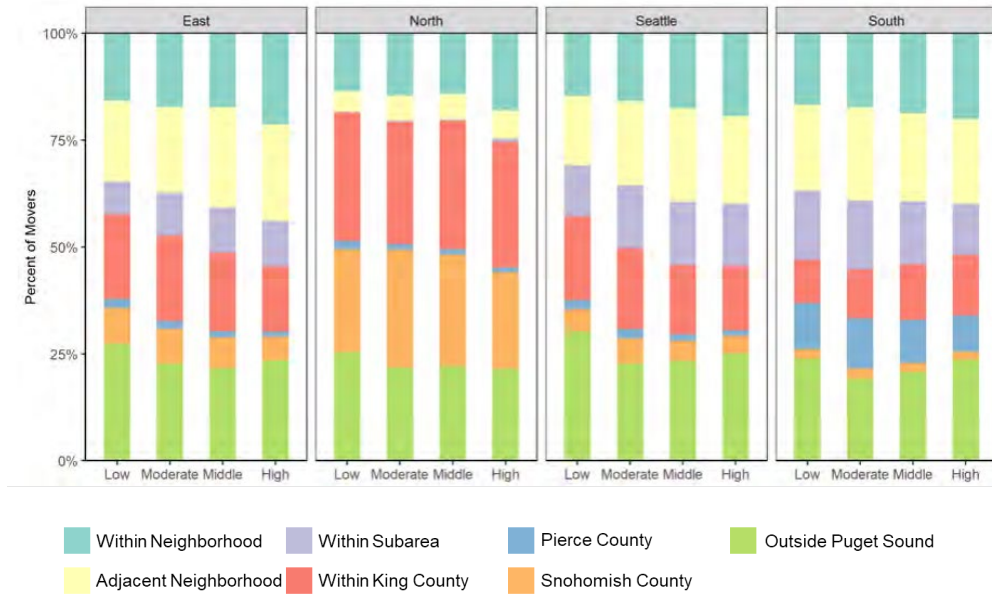 East North Seattle South
100%
75%
50%
25%
0%
Percent of Movers
Low Moderate Middle High Low Moderate Middle High Low Moderate Middle High Low Moderate Middle High
Within Neighborhood Within Subarea Pierce County Outside Puget Sound
Adjacent Neighborhood Within King County Snohomish County